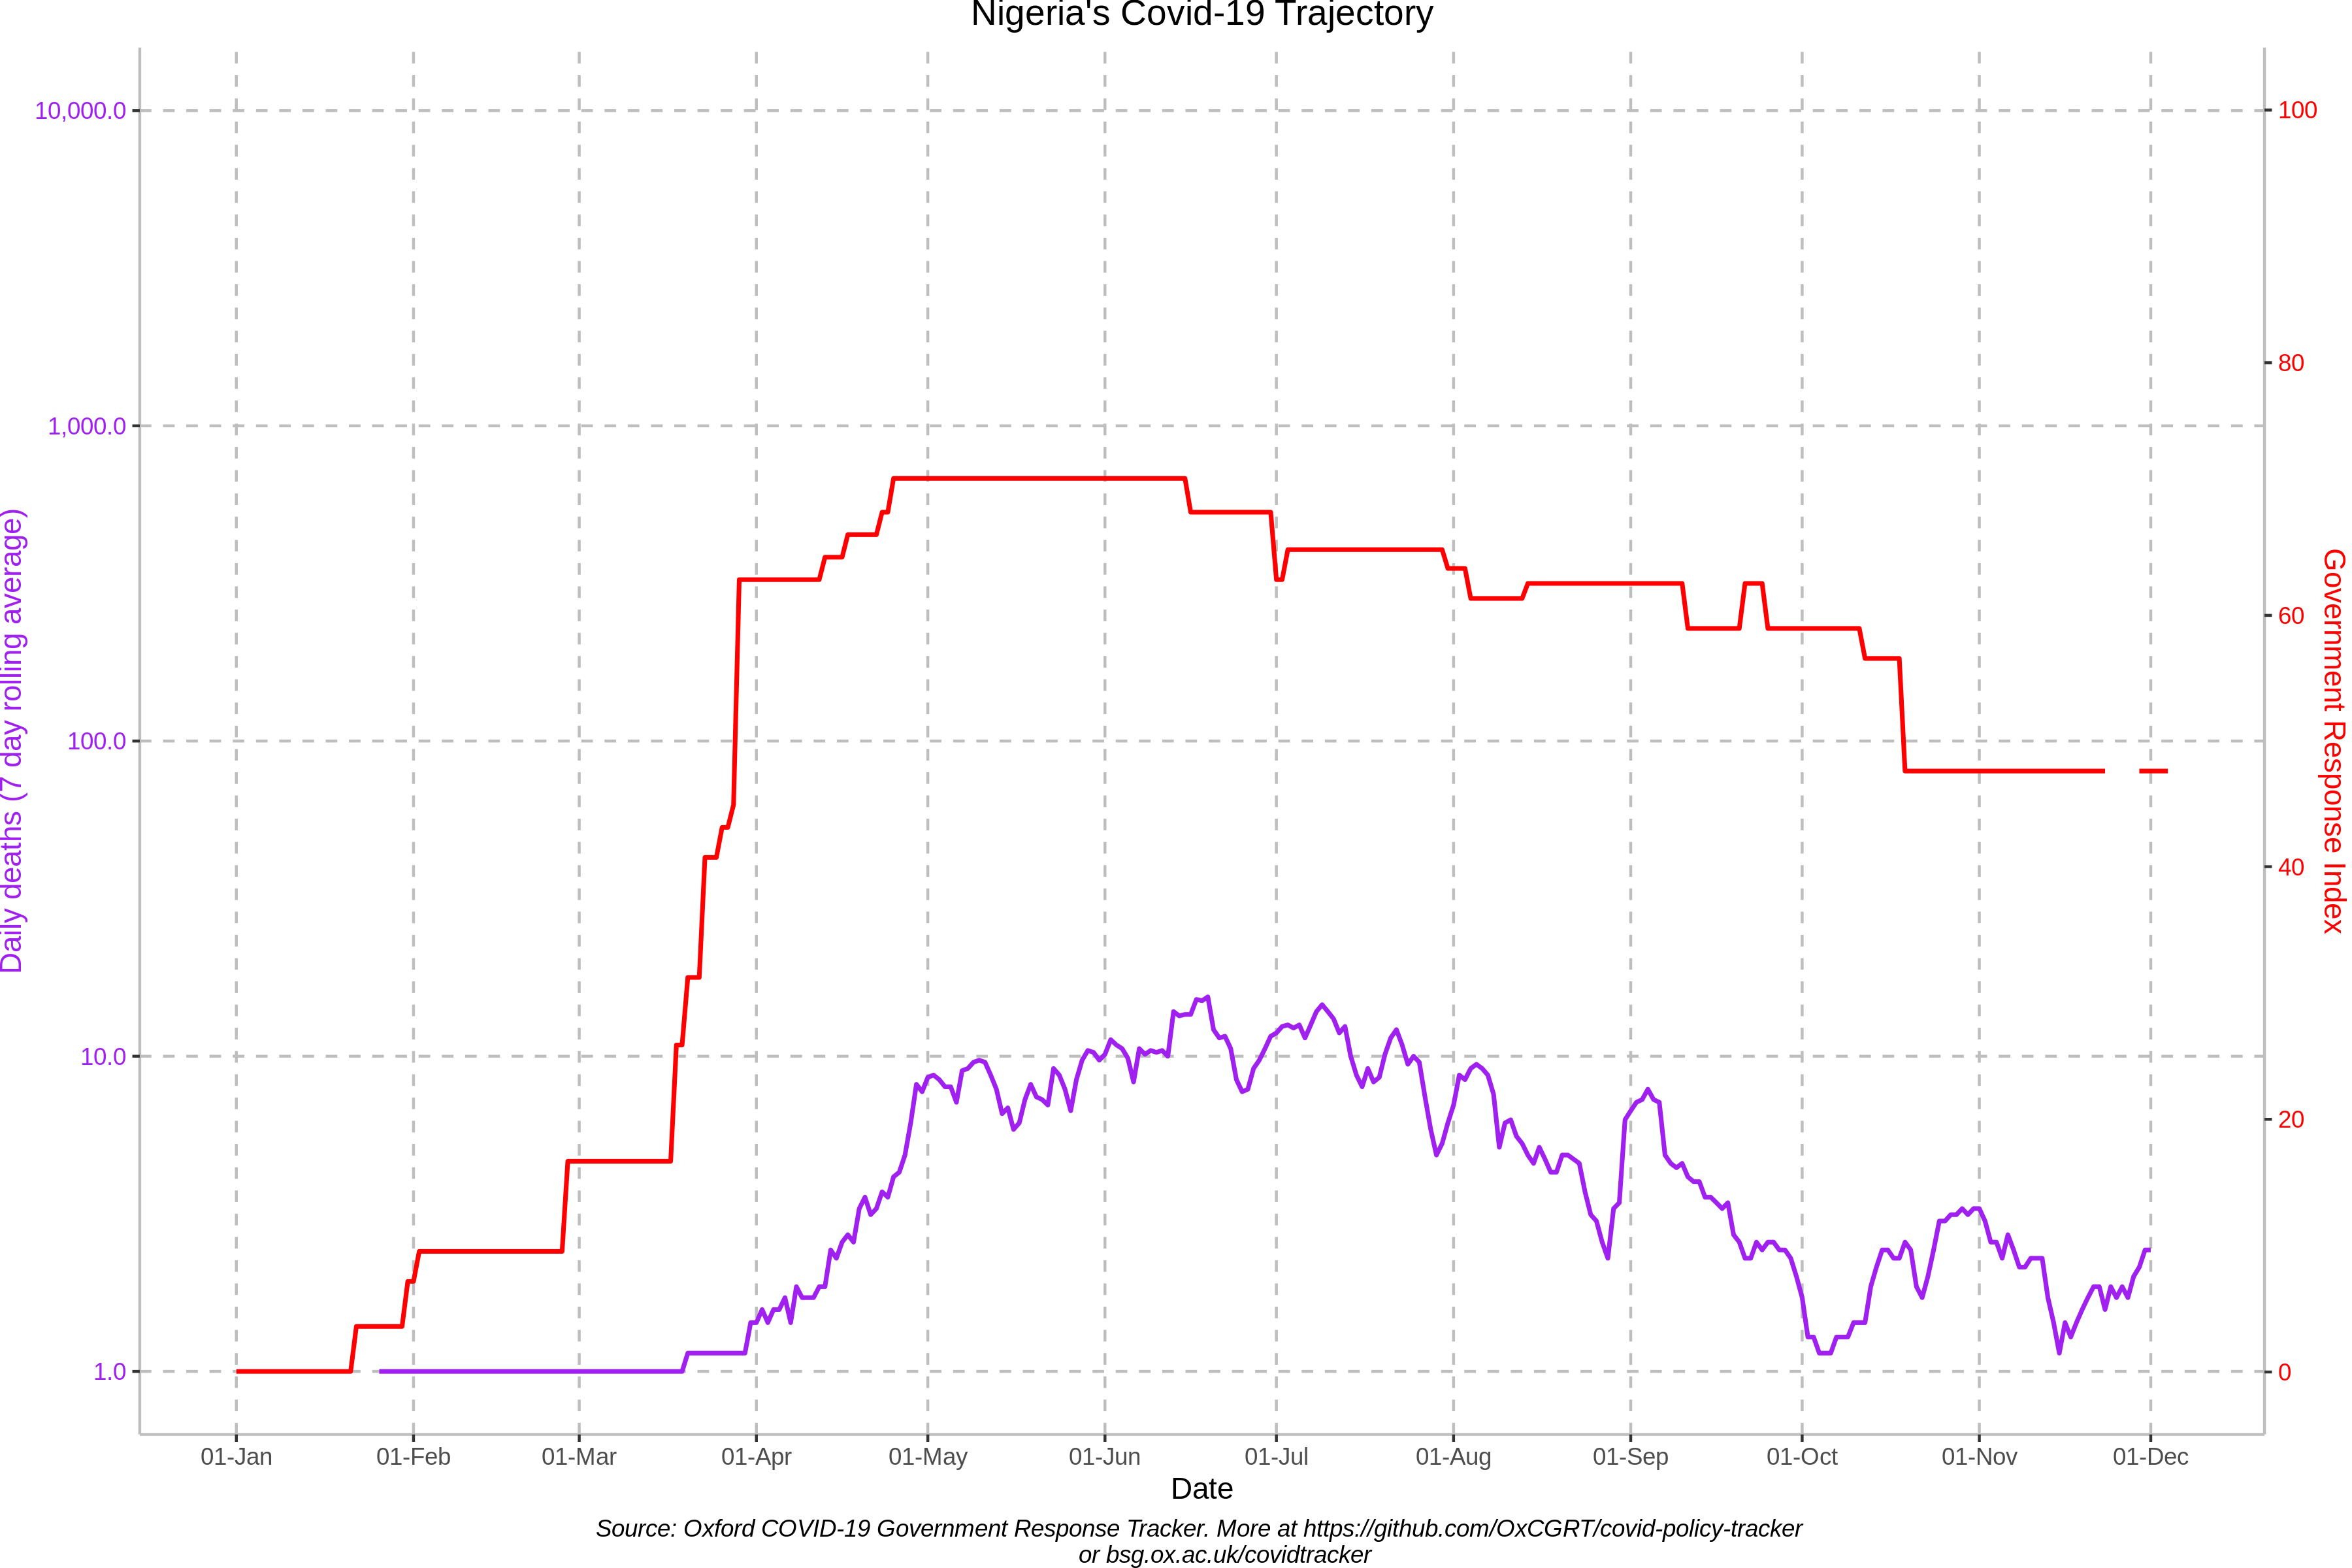 Nigeria's Covid-19 Trajectory
10,000.0
1,000.0
100.0
10.0
1.0
Daily deaths (7 day rolling average)
100
80
60
40
20
0
Government Response Index
01-Jan
01-Feb
01-Mar
01-Apr
01-May
01-Jun
01-Jul
01-Aug
01-Sep
01-Oct
01-Nov
01-Dec
Date
Source: Oxford COVID-19 Government Response Tracker. More at https://github.com/OxCGRT/covid-policy-tracker
or bsg.ox.ac.uk/covidtracker